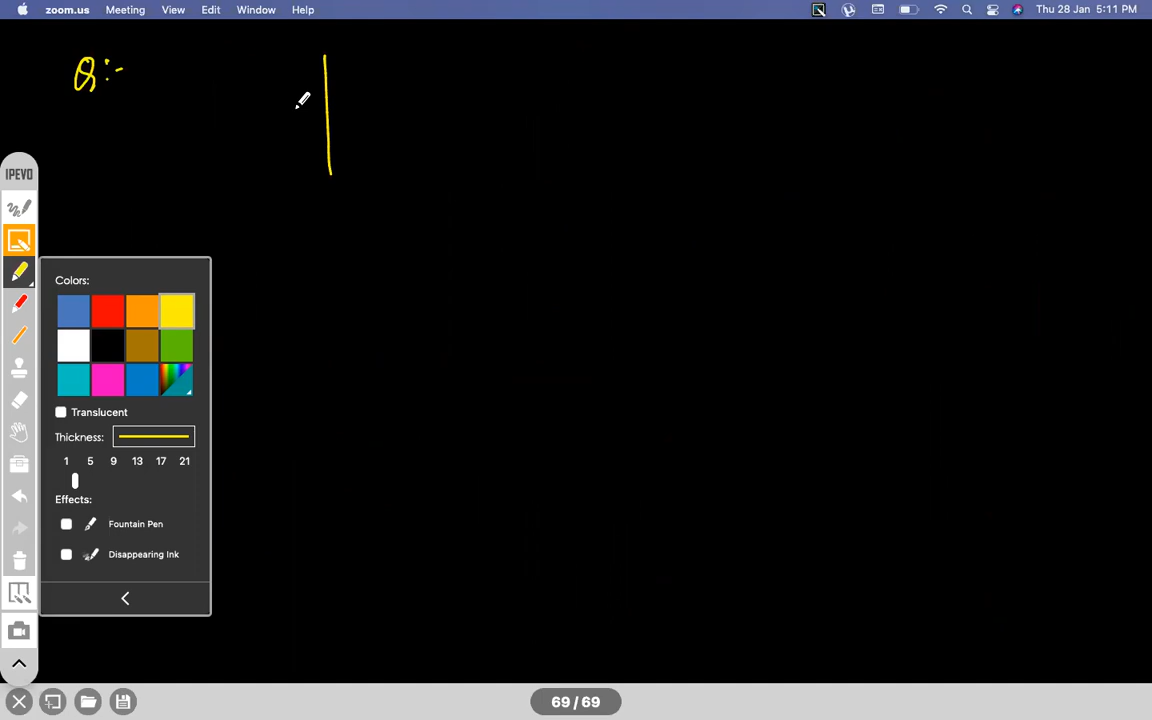 zoom.us Meeting View Edit Window Help Thu 28 Jan 5:11 PM
Q:-
IPEVO
Colors:
Translucent
Thickness:
1 5 9 13 17 21
Effects:
Fountain Pen
Disappearing Ink
69 / 69